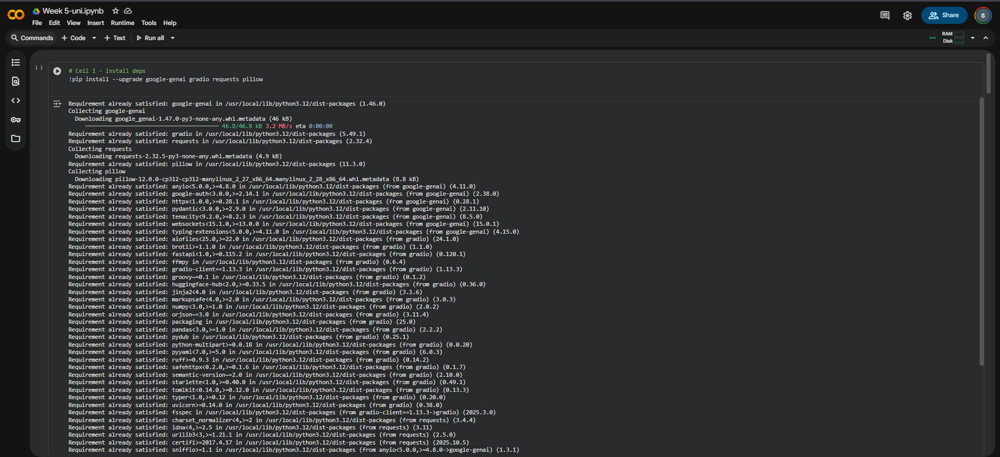 CO Week 5-uni.ipynb
File Edit View Insert Runtime Tools Help
Share
S
Commands + Code + Text Run all
RAM
Disk
[ ]
# Cell 1 - install deps
!pip install --upgrade google-genai gradio requests pillow
Requirement already satisfied: google-genai in /usr/local/lib/python3.12/dist-packages (1.46.0)
Collecting google-genai
Downloading google_genai-1.47.0-py3-none-any.whl.metadata (46 kB)
46.8/46.8 kB 3.2 MB/s eta 0:00:00
Requirement already satisfied: gradio in /usr/local/lib/python3.12/dist-packages (5.49.1)
Requirement already satisfied: requests in /usr/local/lib/python3.12/dist-packages (2.32.4)
Collecting requests
Downloading requests-2.32.5-py3-none-any.whl.metadata (4.9 kB)
Requirement already satisfied: pillow in /usr/local/lib/python3.12/dist-packages (11.3.0)
Collecting pillow
Downloading pillow-12.0.0-cp312-cp312-manylinux_2_27_x86_64.manylinux_2_28_x86_64.whl.metadata (8.8 kB)
Requirement already satisfied: anyio<5.0.0,>=4.8.0 in /usr/local/lib/python3.12/dist-packages (from google-genai) (4.11.0)
Requirement already satisfied: google-auth<3.0.0,>=2.14.1 in /usr/local/lib/python3.12/dist-packages (from google-genai) (2.38.0)
Requirement already satisfied: httpx<1.0.0,>=0.28.1 in /usr/local/lib/python3.12/dist-packages (from google-genai) (0.28.1)
Requirement already satisfied: pydantic<3.0.0,>=2.9.0 in /usr/local/lib/python3.12/dist-packages (from google-genai) (2.11.10)
Requirement already satisfied: tenacity<9.2.0,>=8.2.3 in /usr/local/lib/python3.12/dist-packages (from google-genai) (8.5.0)
Requirement already satisfied: websockets<15.1.0,>=13.0.0 in /usr/local/lib/python3.12/dist-packages (from google-genai) (15.0.1)
Requirement already satisfied: typing-extensions<5.0.0,>=4.11.0 in /usr/local/lib/python3.12/dist-packages (from google-genai) (4.15.0)
Requirement already satisfied: aiofiles<25.0,>=22.0 in /usr/local/lib/python3.12/dist-packages (from gradio) (24.1.0)
Requirement already satisfied: brotli>=1.1.0 in /usr/local/lib/python3.12/dist-packages (from gradio) (1.1.0)
Requirement already satisfied: fastapi<1.0,>=0.115.2 in /usr/local/lib/python3.12/dist-packages (from gradio) (0.120.1)
Requirement already satisfied: ffmpy in /usr/local/lib/python3.12/dist-packages (from gradio) (0.6.4)
Requirement already satisfied: gradio-client==1.13.3 in /usr/local/lib/python3.12/dist-packages (from gradio) (1.13.3)
Requirement already satisfied: groovy~=0.1 in /usr/local/lib/python3.12/dist-packages (from gradio) (0.1.2)
Requirement already satisfied: huggingface-hub<2.0,>=0.33.5 in /usr/local/lib/python3.12/dist-packages (from gradio) (0.36.0)
Requirement already satisfied: jinja2<4.0 in /usr/local/lib/python3.12/dist-packages (from gradio) (3.1.6)
Requirement already satisfied: markupsafe<4.0,>=2.0 in /usr/local/lib/python3.12/dist-packages (from gradio) (3.0.3)
Requirement already satisfied: numpy<3.0,>=1.0 in /usr/local/lib/python3.12/dist-packages (from gradio) (2.0.2)
Requirement already satisfied: orjson~=3.0 in /usr/local/lib/python3.12/dist-packages (from gradio) (3.11.4)
Requirement already satisfied: packaging in /usr/local/lib/python3.12/dist-packages (from gradio) (25.0)
Requirement already satisfied: pandas<3.0,>=1.0 in /usr/local/lib/python3.12/dist-packages (from gradio) (2.2.2)
Requirement already satisfied: pydub in /usr/local/lib/python3.12/dist-packages (from gradio) (0.25.1)
Requirement already satisfied: python-multipart>=0.0.18 in /usr/local/lib/python3.12/dist-packages (from gradio) (0.0.20)
Requirement already satisfied: pyyaml<7.0,>=5.0 in /usr/local/lib/python3.12/dist-packages (from gradio) (6.0.3)
Requirement already satisfied: ruff>=0.9.3 in /usr/local/lib/python3.12/dist-packages (from gradio) (0.14.2)
Requirement already satisfied: safehttpx<0.2.0,>=0.1.6 in /usr/local/lib/python3.12/dist-packages (from gradio) (0.1.7)
Requirement already satisfied: semantic-version~=2.0 in /usr/local/lib/python3.12/dist-packages (from gradio) (2.10.0)
Requirement already satisfied: starlette<1.0,>=0.40.0 in /usr/local/lib/python3.12/dist-packages (from gradio) (0.49.1)
Requirement already satisfied: tomlkit<0.14.0,>=0.12.0 in /usr/local/lib/python3.12/dist-packages (from gradio) (0.13.3)
Requirement already satisfied: typer<1.0,>=0.12 in /usr/local/lib/python3.12/dist-packages (from gradio) (0.20.0)
Requirement already satisfied: uvicorn>=0.14.0 in /usr/local/lib/python3.12/dist-packages (from gradio) (0.38.0)
Requirement already satisfied: fsspec in /usr/local/lib/python3.12/dist-packages (from gradio-client==1.13.3->gradio) (2025.3.0)
Requirement already satisfied: charset_normalizer<4,>=2 in /usr/local/lib/python3.12/dist-packages (from requests) (3.4.4)
Requirement already satisfied: idna<4,>=2.5 in /usr/local/lib/python3.12/dist-packages (from requests) (3.11)
Requirement already satisfied: urllib3<3,>=1.21.1 in /usr/local/lib/python3.12/dist-packages (from requests) (2.5.0)
Requirement already satisfied: certifi>=2017.4.17 in /usr/local/lib/python3.12/dist-packages (from requests) (2025.10.5)
Requirement already satisfied: sniffio>=1.1 in /usr/local/lib/python3.12/dist-packages (from anyio<5.0.0,>=4.8.0->google-genai) (1.3.1)